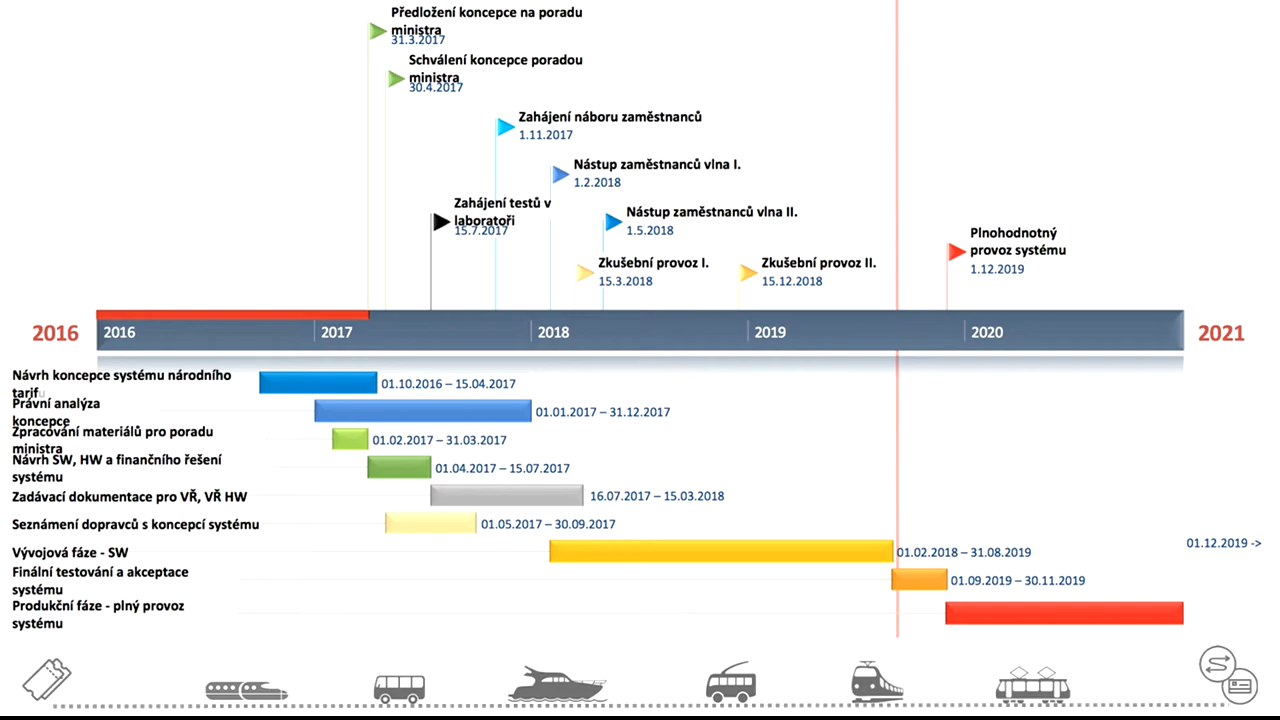 Předložení koncepce na poradu
ministra
31.3.2017
Schválení koncepce poradou
ministra
30.4.2017
Zahájení náboru zaměstnanců
1.11.2017
Nástup zaměstnanců vlna I.
1.2.2018
Zahájení testů v
laboratoři
15.7.2017
Nástup zaměstnanců vlna II.
1.5.2018
Plnohodnotný
provoz systému
1.12.2019
Zkušební provoz I.
15.3.2018
Zkušební provoz II.
15.12.2018
2016 2016 2017 2018 2019 2020 2021
Návrh koncepce systému národního
tarifu
01.10.2016 – 15.04.2017
Právní analýza
koncepce
01.01.2017 – 31.12.2017
Zpracování materiálů pro poradu
ministra
01.02.2017 – 31.03.2017
Návrh SW, HW a finančního řešení
systému
01.04.2017 – 15.07.2017
Zadávací dokumentace pro VŘ, VŘ HW
16.07.2017 – 15.03.2018
Seznámení dopravců s koncepcí systému
01.05.2017 – 30.09.2017
Vývojová fáze - SW
01.02.2018 – 31.08.2019
01.12.2019 ->
Finální testování a akceptace
systému
01.09.2019 – 30.11.2019
Produkční fáze - plný provoz
systému